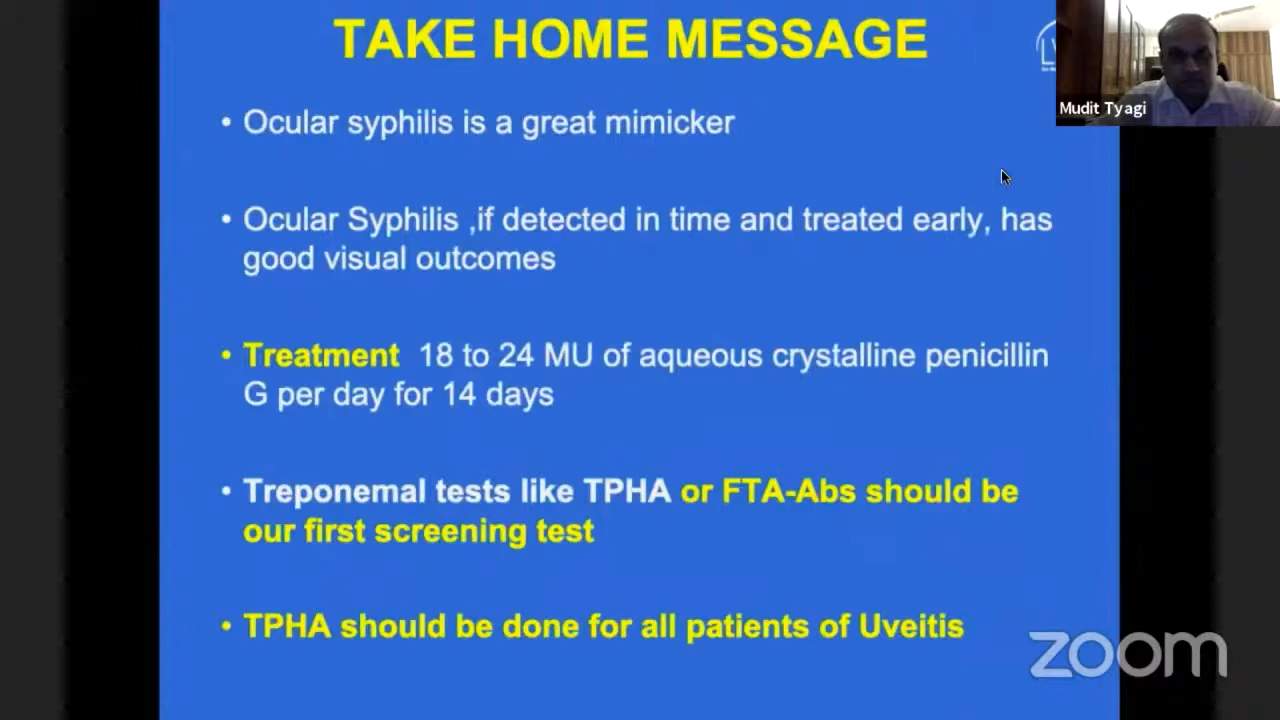 TAKE HOME MESSAGE
Mudit Tyagi
• Ocular syphilis is a great mimicker
• Ocular Syphilis ,if detected in time and treated early, has
good visual outcomes
• Treatment 18 to 24 MU of aqueous crystalline penicillin
G per day for 14 days
• Treponemal tests like TPHA or FTA-Abs should be
our first screening test
• TPHA should be done for all patients of Uveitis
zoom